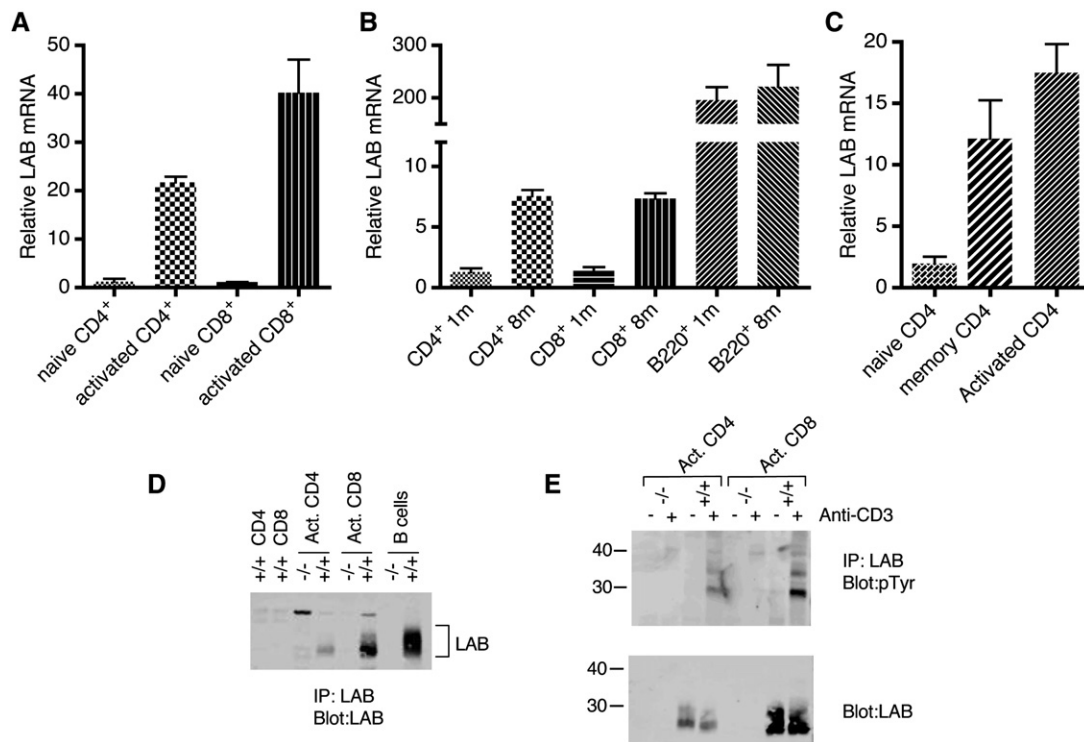 A
Relative LAB mRNA
50
40
30
20
10
0
naive CD4+
activated CD4+
naive CD8+
activated CD8+
B
Relative LAB mRNA
300
200
10
5
0
CD4+ 1m
CD4+ 8m
CD8+ 1m
CD8+ 8m
B220+ 1m
B220+ 8m
C
Relative LAB mRNA
20
15
10
5
0
naive CD4
memory CD4
Activated CD4
D
CD4
CD8
Act. CD4
Act. CD8
B cells
+/+ +/+ -/- +/+ -/- +/+ -/- +/+
LAB
IP: LAB
Blot:LAB
E
Act. CD4
Act. CD8
-/- +/+ -/- +/+
- + - + - + - + Anti-CD3
40
30
IP: LAB
Blot:pTyr
40
30
Blot:LAB